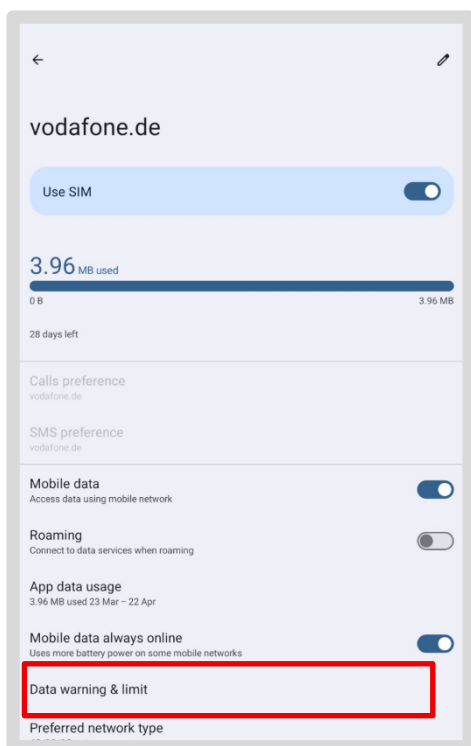 vodafone.de
Use SIM
3.96 MB used
0 B 3.96 MB
28 days left
Calls preference
vodafone.de
SMS preference
vodafone.de
Mobile data
Access data using mobile network
Roaming
Connect to data services when roaming
App data usage
3.96 MB used 23 Mar – 22 Apr
Mobile data always online
Uses more battery power on some mobile networks
Data warning & limit
Preferred network type